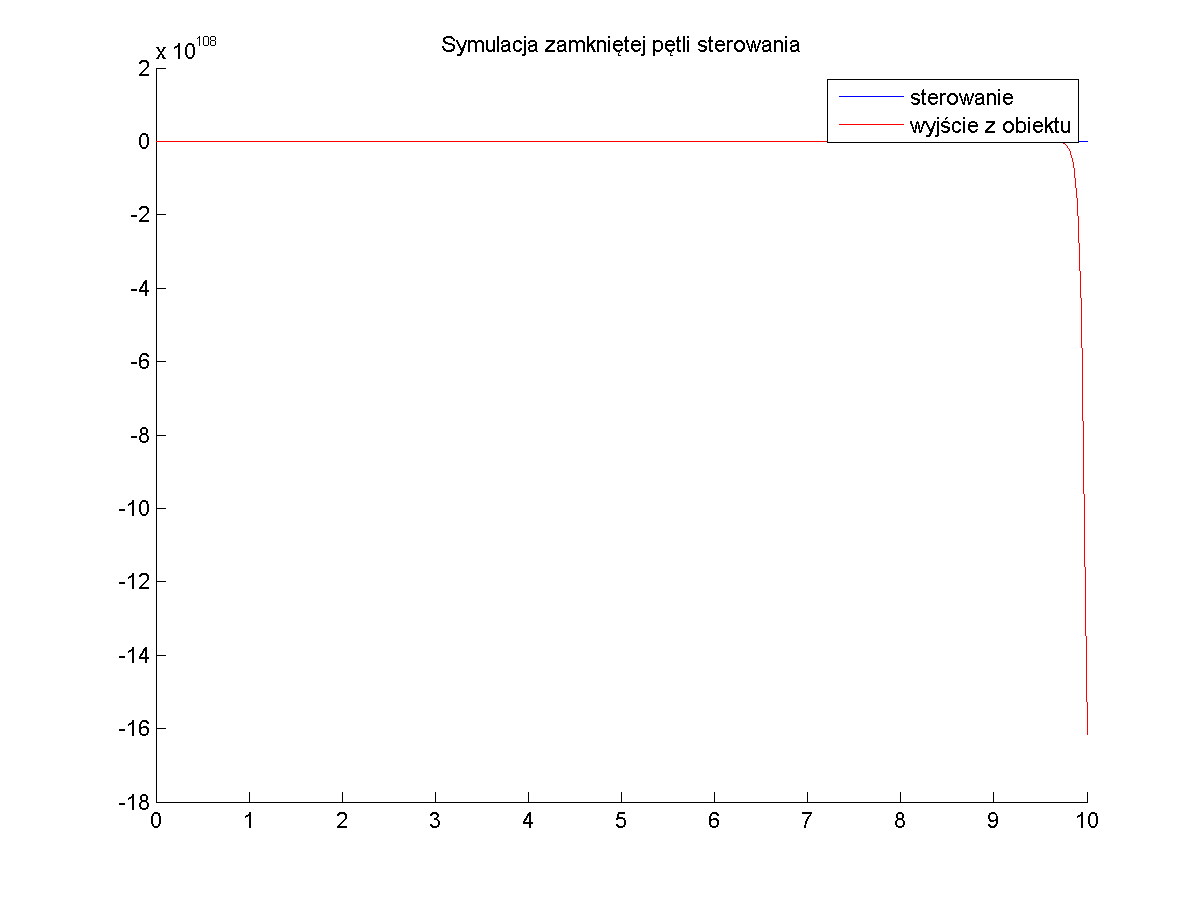 Symulacja zamkniętej pętli sterowania
x 10^108
sterowanie
wyjście z obiektu
2
0
-2
-4
-6
-8
-10
-12
-14
-16
-18
0 1 2 3 4 5 6 7 8 9 10